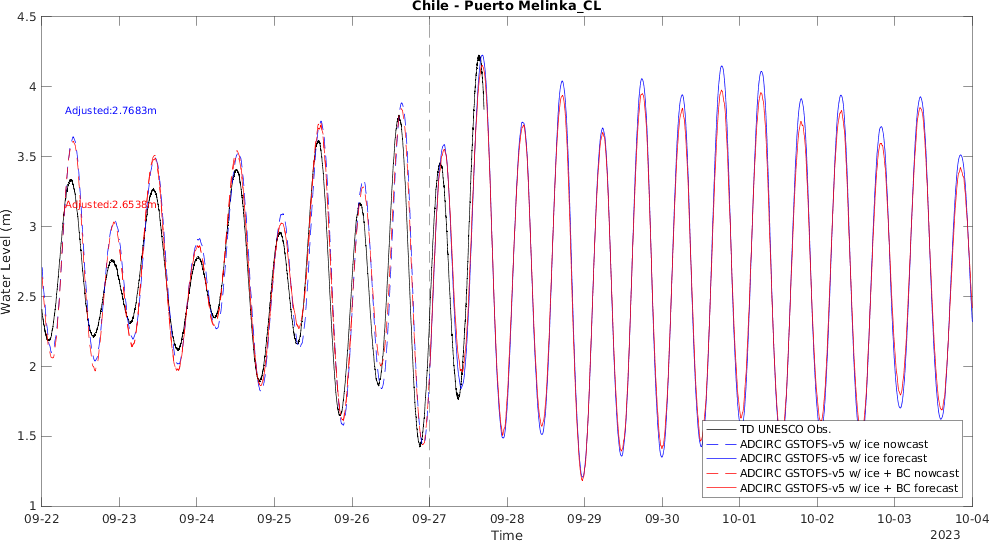 Chile - Puerto Melinka_CL
4.5
4
3.5
3
2.5
2
1.5
1
Water Level (m)
Adjusted:2.7683m
Adjusted:2.6538m
TD UNESCO Obs.
ADCIRC GSTOFS-v5 w/ ice nowcast
ADCIRC GSTOFS-v5 w/ ice forecast
ADCIRC GSTOFS-v5 w/ ice + BC nowcast
ADCIRC GSTOFS-v5 w/ ice + BC forecast
09-22 09-23 09-24 09-25 09-26 09-27 09-28 09-29 09-30 10-01 10-02 10-03 10-04
Time
2023